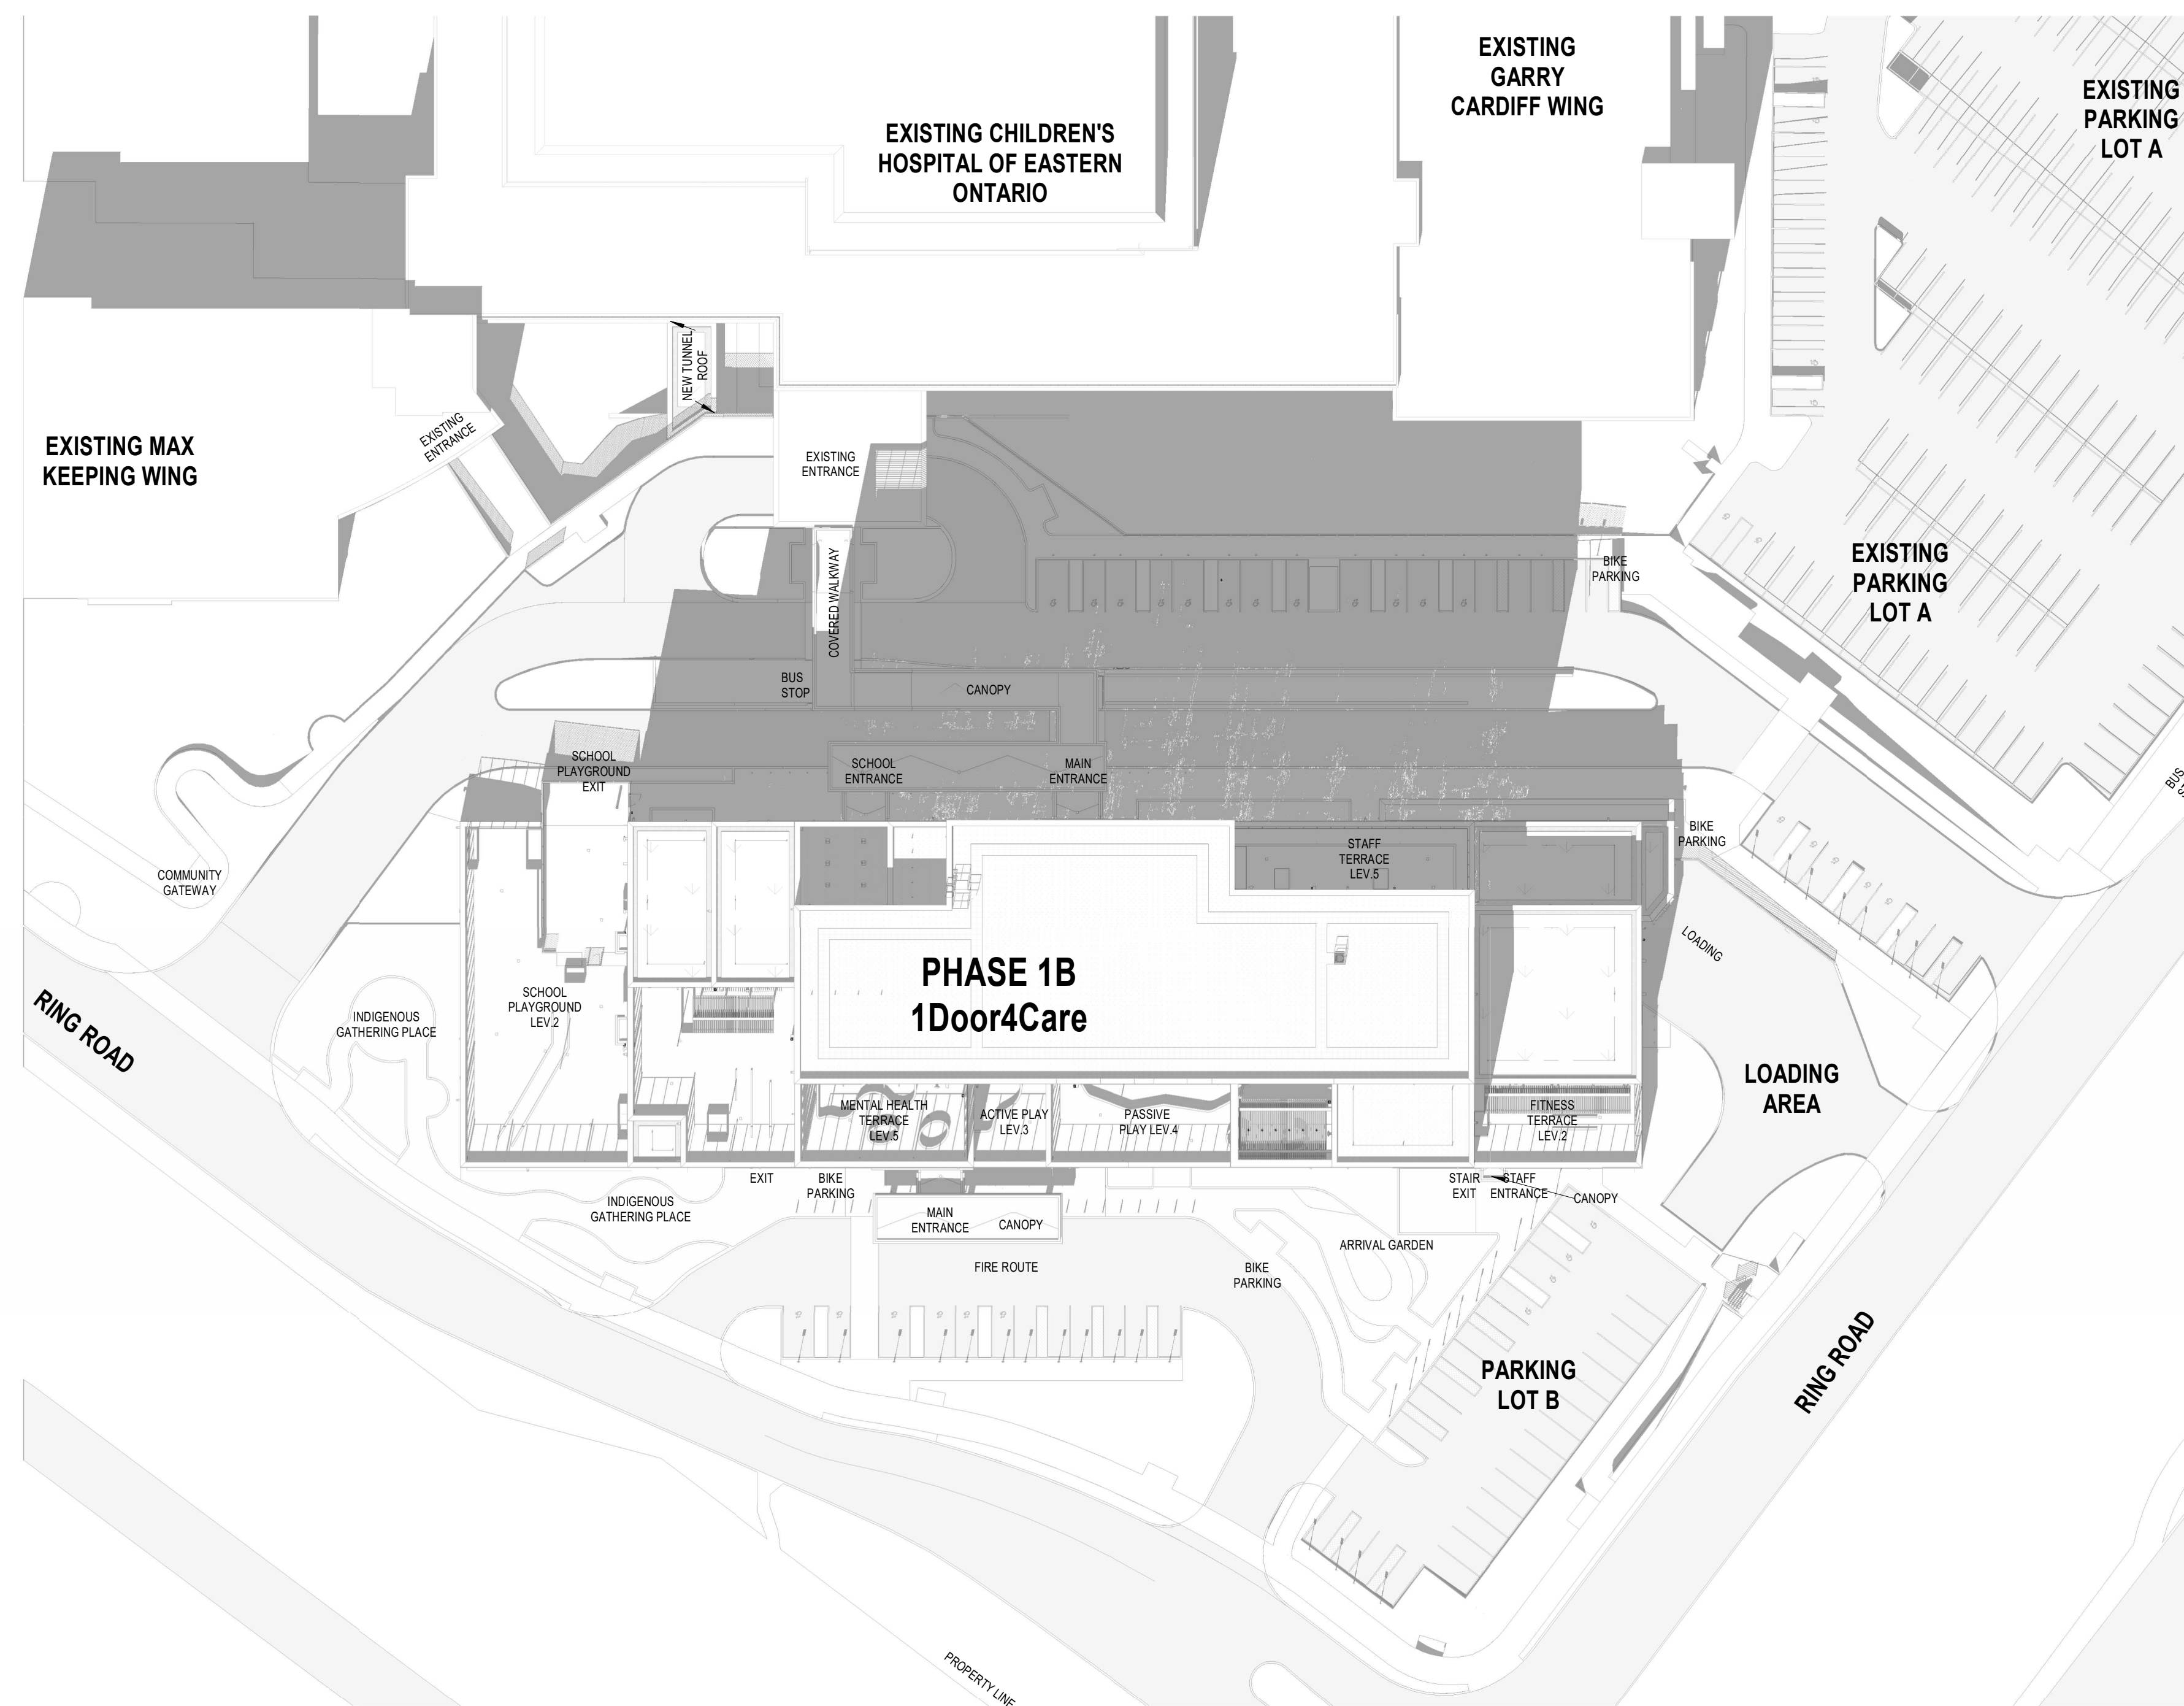 EXISTING
GARRY
CARDIFF WING
EXISTING
PARKING
LOT A
EXISTING CHILDREN'S
HOSPITAL OF EASTERN
ONTARIO
NEW TUNNEL
ROOF
EXISTING MAX
KEEPING WING
EXISTING
ENTRANCE
EXISTING
ENTRANCE
COVERED WALKWAY
BIKE
PARKING
EXISTING
PARKING
LOT A
BUS
STOP
CANOPY
SCHOOL
PLAYGROUND
EXIT
SCHOOL
ENTRANCE
MAIN
ENTRANCE
BUS
COMMUNITY
GATEWAY
STAFF
TERRACE
LEV.5
BIKE
PARKING
LOADING
PHASE 1B
1Door4Care
RING ROAD
INDIGENOUS
GATHERING PLACE
SCHOOL
PLAYGROUND
LEV.2
LOADING
AREA
MENTAL HEALTH
TERRACE
LEV.5
ACTIVE PLAY
LEV.3
PASSIVE
PLAY LEV.4
FITNESS
TERRACE
LEV.2
EXIT
BIKE
PARKING
INDIGENOUS
GATHERING PLACE
MAIN
ENTRANCE
CANOPY
STAIR
EXIT
STAFF
ENTRANCE
CANOPY
FIRE ROUTE
BIKE
PARKING
ARRIVAL GARDEN
PARKING
LOT B
RING ROAD
PROPERTY LINE